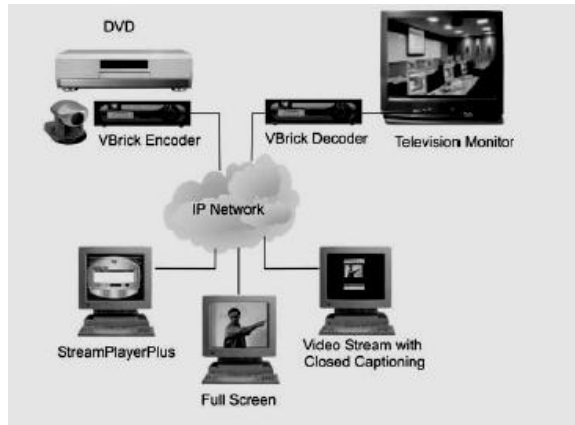 DVD
VBrick Encoder
VBrick Decoder
Television Monitor
IP Network
StreamPlayerPlus
Full Screen
Video Stream with
Closed Captioning